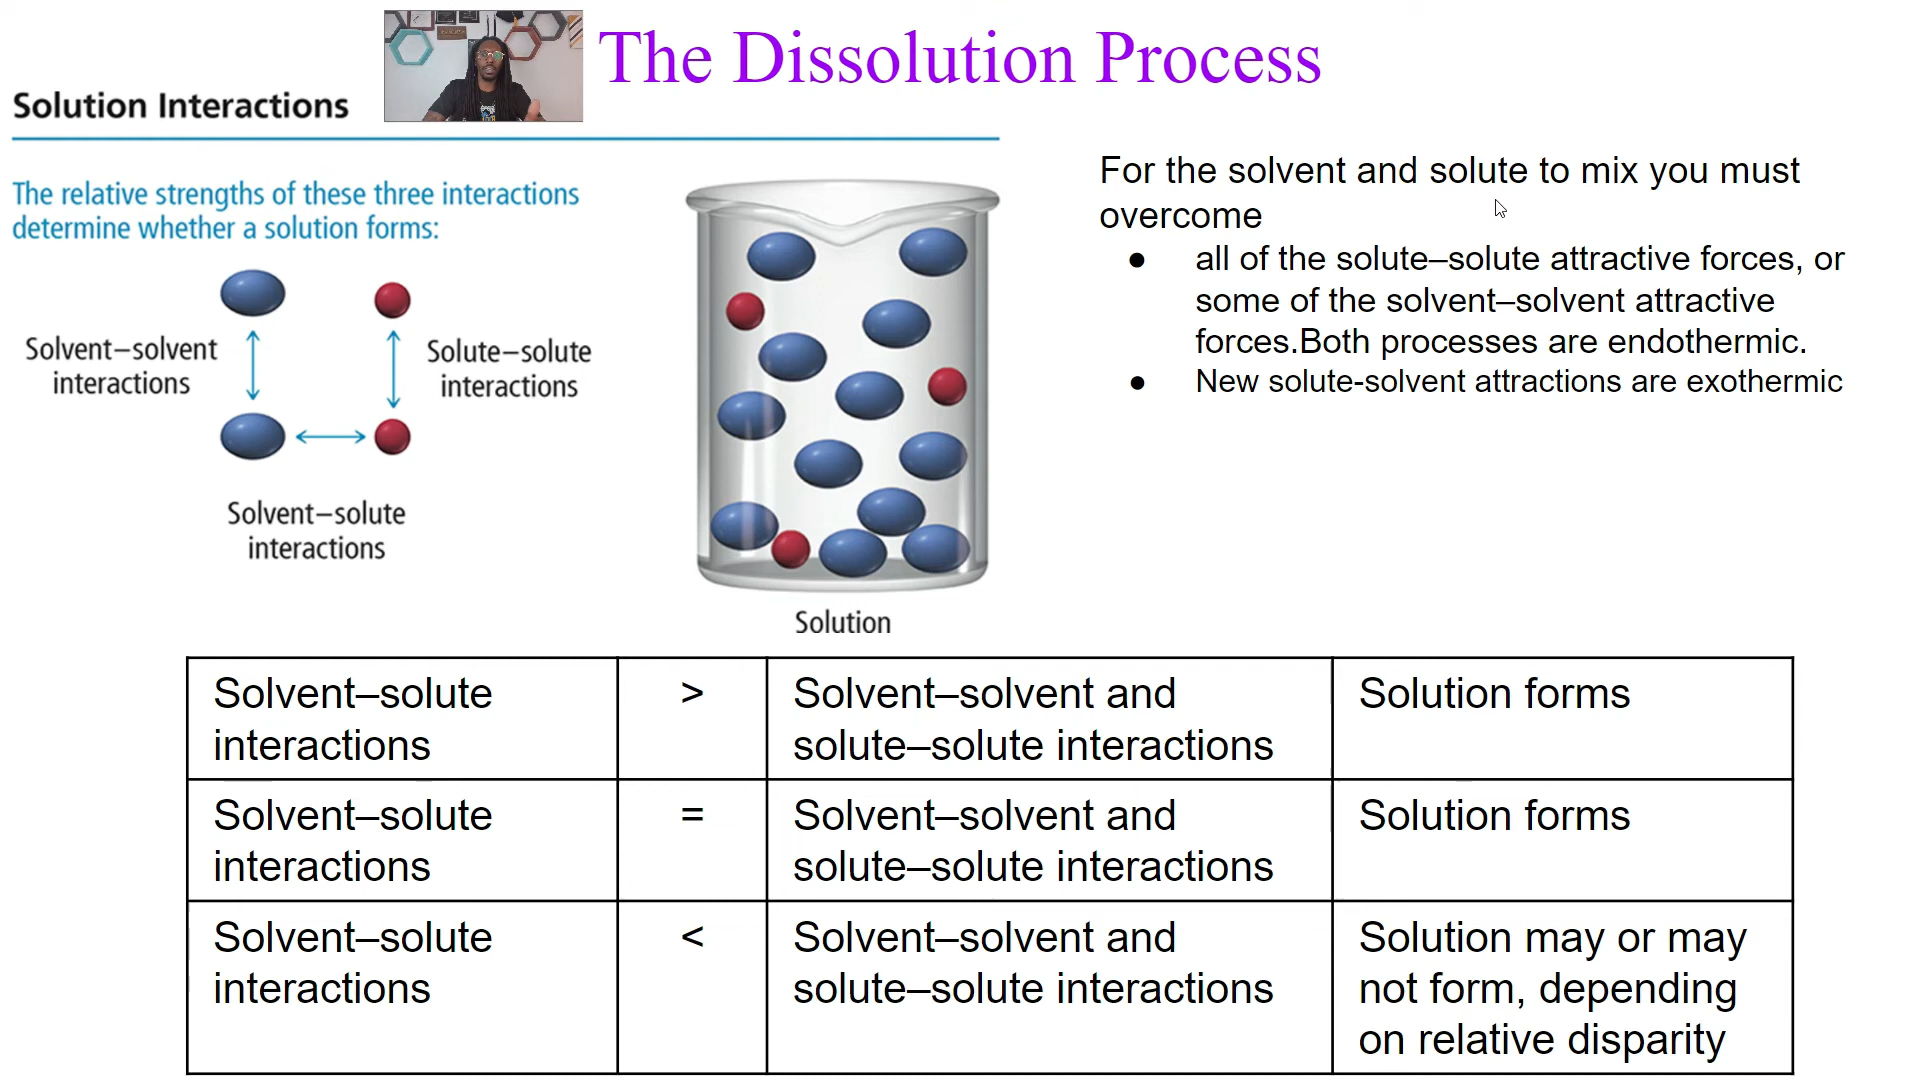 The Dissolution Process
Solution Interactions
The relative strengths of these three interactions
determine whether a solution forms:
Solvent–solvent
interactions
Solute–solute
interactions
Solvent–solute
interactions
Solution
For the solvent and solute to mix you must
overcome
● all of the solute–solute attractive forces, or
some of the solvent–solvent attractive
forces.Both processes are endothermic.
● New solute-solvent attractions are exothermic
Solvent–solute
interactions
>
Solvent–solvent and
solute–solute interactions
Solution forms
Solvent–solute
interactions
=
Solvent–solvent and
solute–solute interactions
Solution forms
Solvent–solute
interactions
<
Solvent–solvent and
solute–solute interactions
Solution may or may
not form, depending
on relative disparity